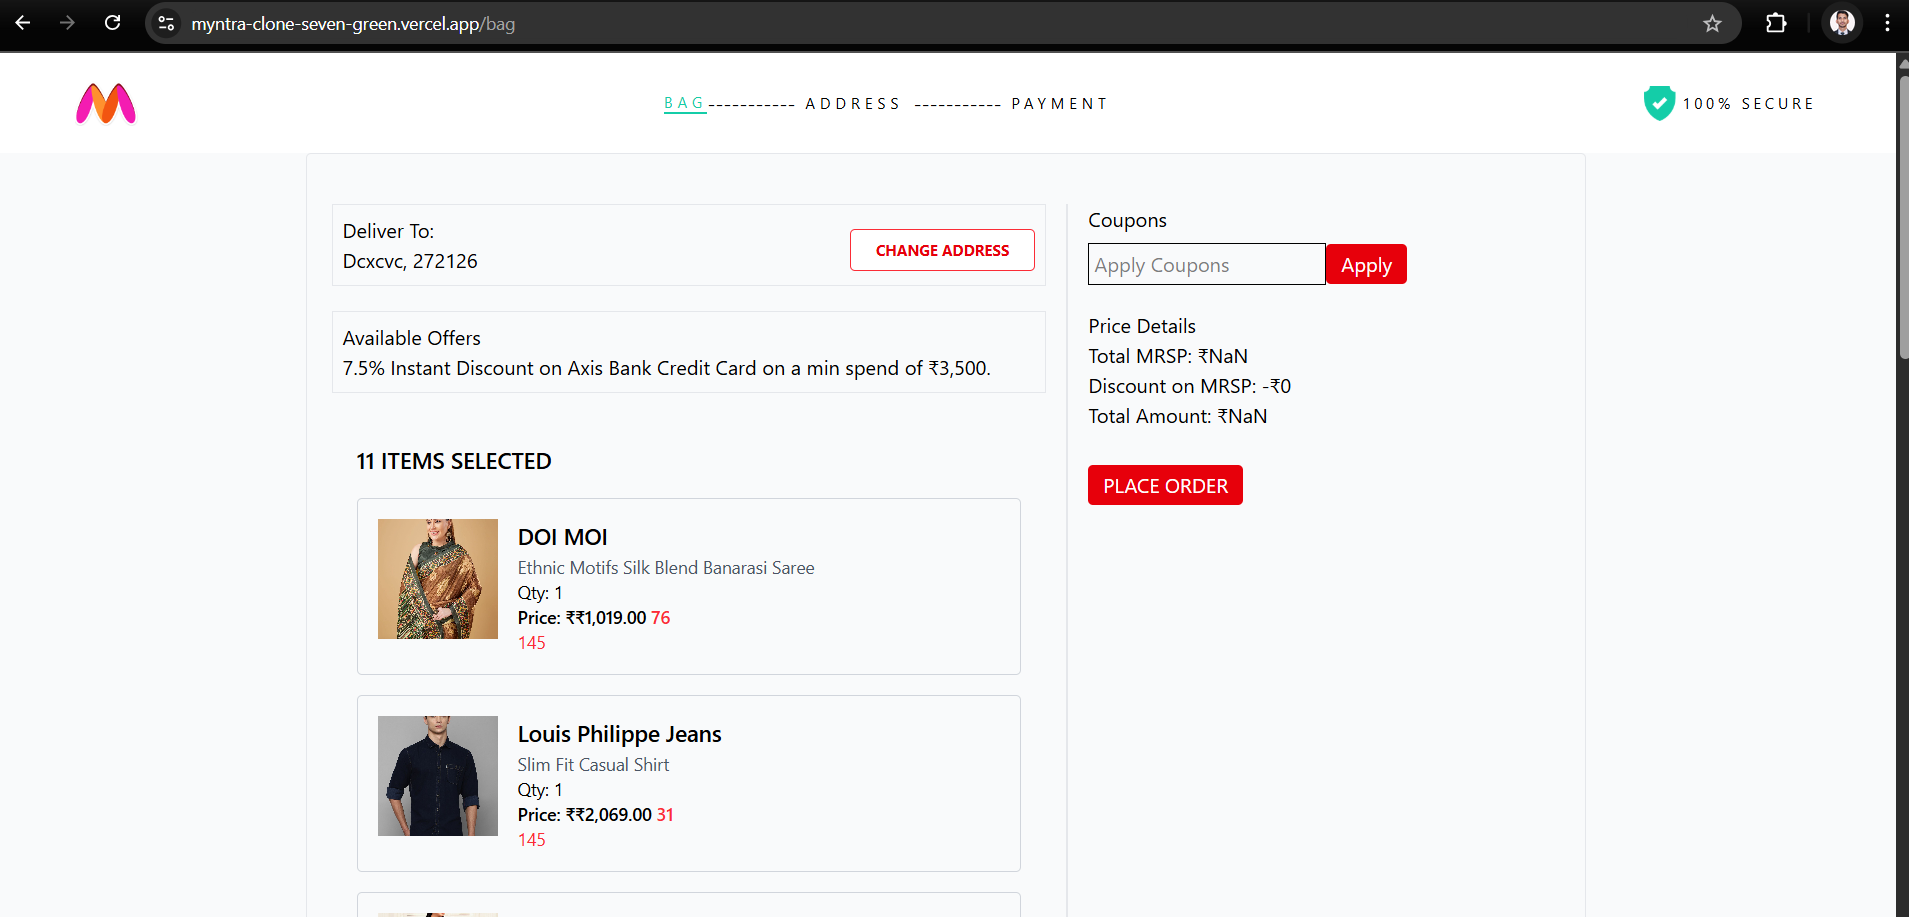 myntra-clone-seven-green.vercel.app/bag
BAG----------- ADDRESS ----------- PAYMENT
100% SECURE
Deliver To:
Dcxcvc, 272126
CHANGE ADDRESS
Available Offers
7.5% Instant Discount on Axis Bank Credit Card on a min spend of ₹3,500.
11 ITEMS SELECTED
DOI MOI
Ethnic Motifs Silk Blend Banarasi Saree
Qty: 1
Price: ₹₹1,019.00 76
145
Louis Philippe Jeans
Slim Fit Casual Shirt
Qty: 1
Price: ₹₹2,069.00 31
145
Coupons
Apply Coupons
Apply
Price Details
Total MRSP: ₹NaN
Discount on MRSP: -₹0
Total Amount: ₹NaN
PLACE ORDER